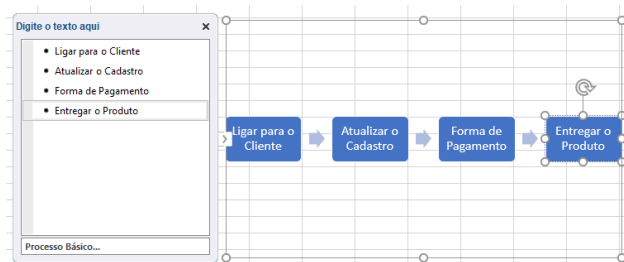 Digite o texto aqui
Ligar para o Cliente
Atualizar o Cadastro
Forma de Pagamento
Entregar o Produto
Processo Básico...
Ligar para o
Cliente
Atualizar o
Cadastro
Forma de
Pagamento
Entregar o
Produto